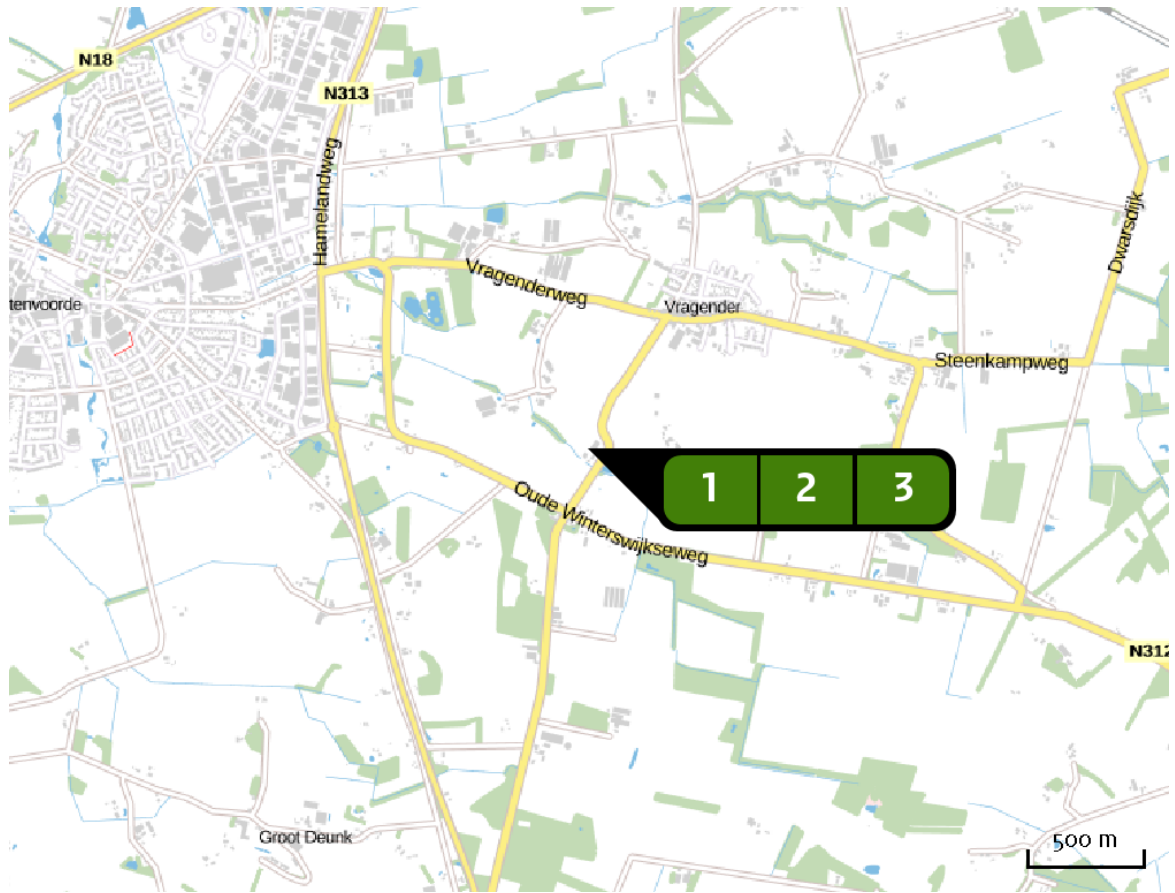 N18
N313
Hamelandweg
Dwarsdijk
Vragenderweg
tenvoorde
Vragender
Steenkampweg
1 2 3
Oude Winterswijkseweg
N312
Groot Deunk
500 m